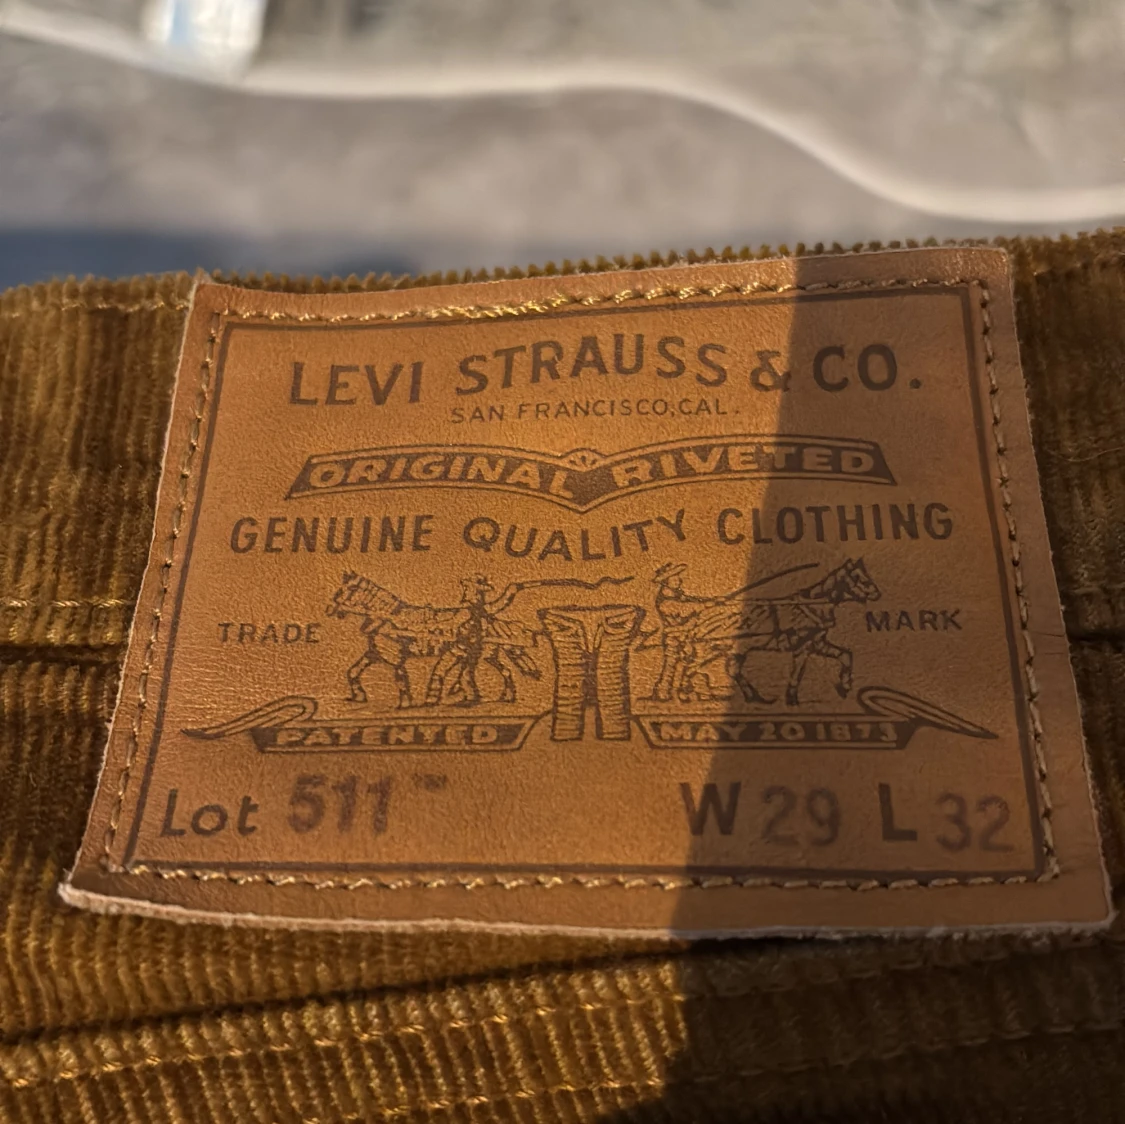 LEVI STRAUSS & CO.
SAN FRANCISCO, CAL.
ORIGINAL RIVETED
GENUINE QUALITY CLOTHING
TRADE MARK
PATENTED MAY 20 1873
Lot 511™ W 29 L 32